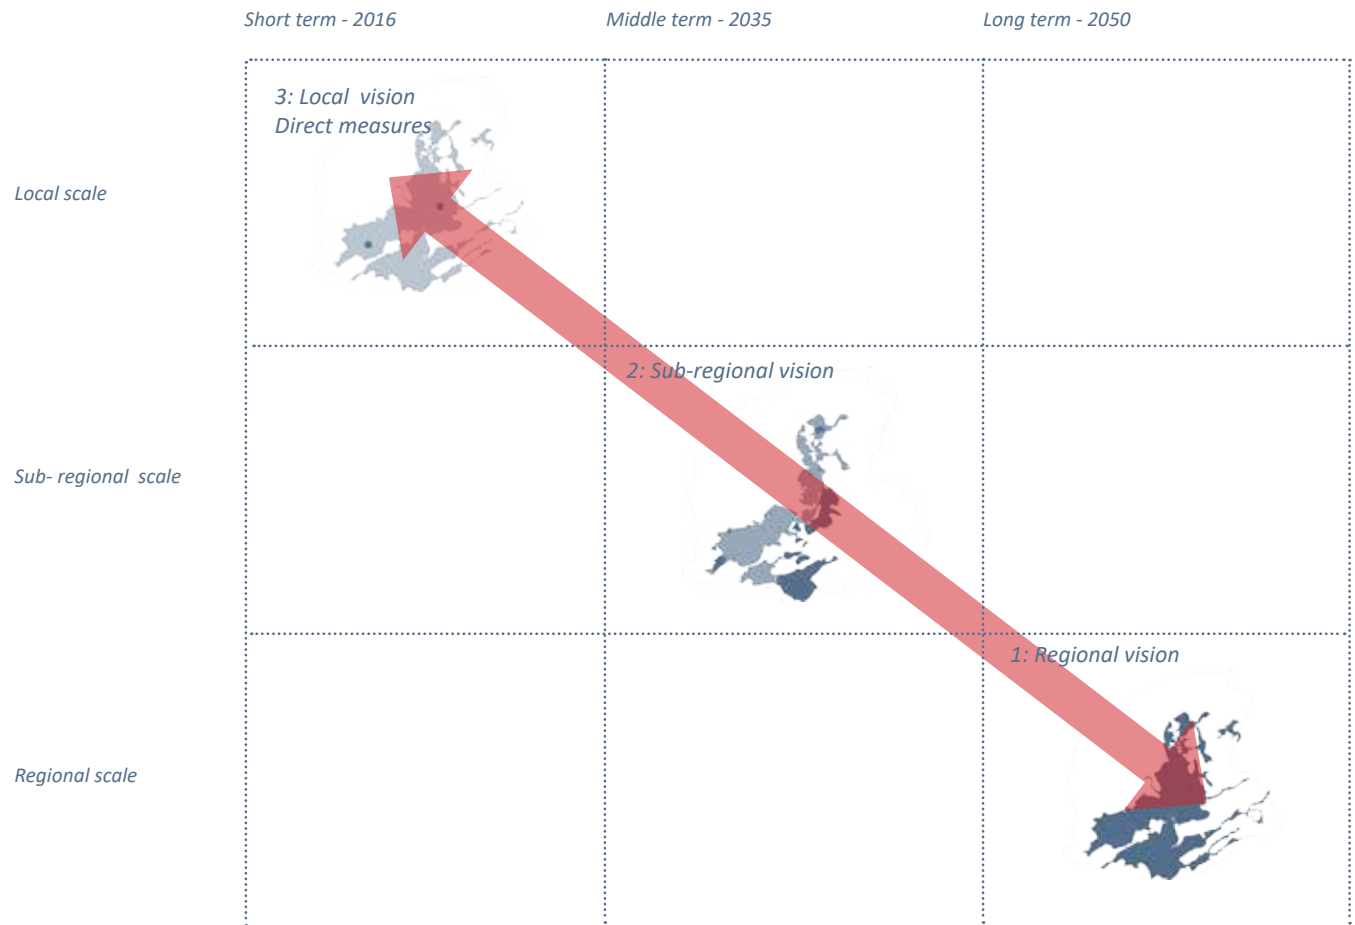 Short term - 2016
Middle term - 2035
Long term - 2050
3: Local vision
Direct measures
Local scale
2: Sub-regional vision
Sub- regional scale
1: Regional vision
Regional scale